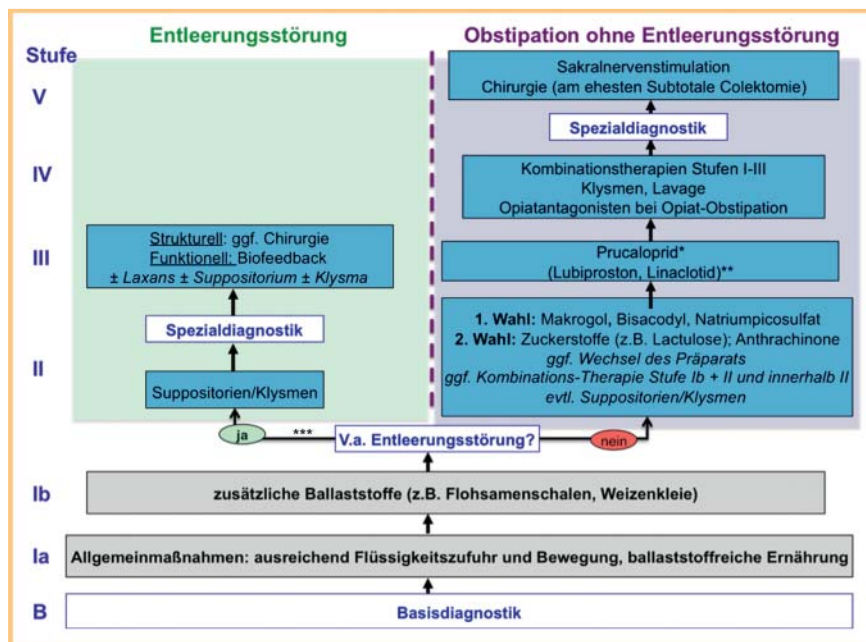 Entleerungsstörung
Obstipation ohne Entleerungsstörung
Stufe
V
Sakralnervenstimulation
Chirurgie (am ehesten Subtotale Colektomie)
Spezialdiagnostik
IV
Kombinationstherapien Stufen I-III
Klysmen, Lavage
Opiatantagonisten bei Opiat-Obstipation
III
Strukturell: ggf. Chirurgie
Funktionell: Biofeedback
± Laxans ± Suppositorium ± Klysma
Prucaloprid*
(Lubiproston, Linaclotid)**
Spezialdiagnostik
II
Suppositorien/Klysmen
1. Wahl: Makrogol, Bisacodyl, Natriumpicosulfat
2. Wahl: Zuckerstoffe (z.B. Lactulose); Anthrachinone
ggf. Wechsel des Präparats
ggf. Kombinations-Therapie Stufe Ib + II und innerhalb II
evtl. Suppositorien/Klysmen
ja
***
V.a. Entleerungsstörung?
nein
Ib
zusätzliche Ballaststoffe (z.B. Flohsamenschalen, Weizenkleie)
Ia
Allgemeinmaßnahmen: ausreichend Flüssigkeitszufuhr und Bewegung, ballaststoffreiche Ernährung
B
Basisdiagnostik